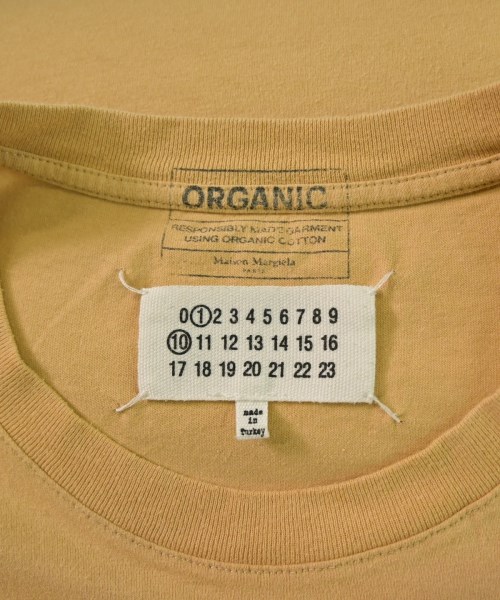 ORGANIC
RESPONSIBLY MADE GARMENT
USING ORGANIC COTTON
Maison Margiela
PARIS
0 1 2 3 4 5 6 7 8 9
10 11 12 13 14 15 16
17 18 19 20 21 22 23
made
in
Turkey